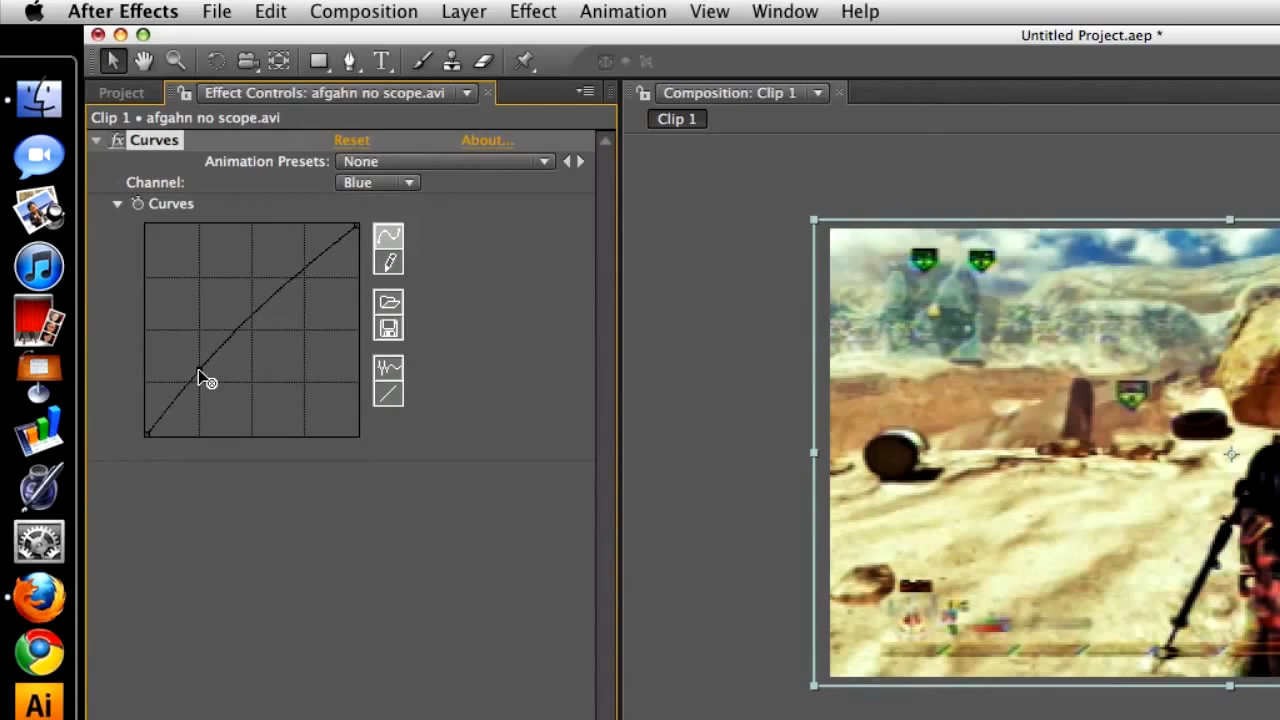 After Effects File Edit Composition Layer Effect Animation View Window Help
Untitled Project.aep *
Project Effect Controls: afgahn no scope.avi Composition: Clip 1
Clip 1 • afgahn no scope.avi Clip 1
fx Curves Reset About...
Animation Presets: None
Channel: Blue
Curves
Ai